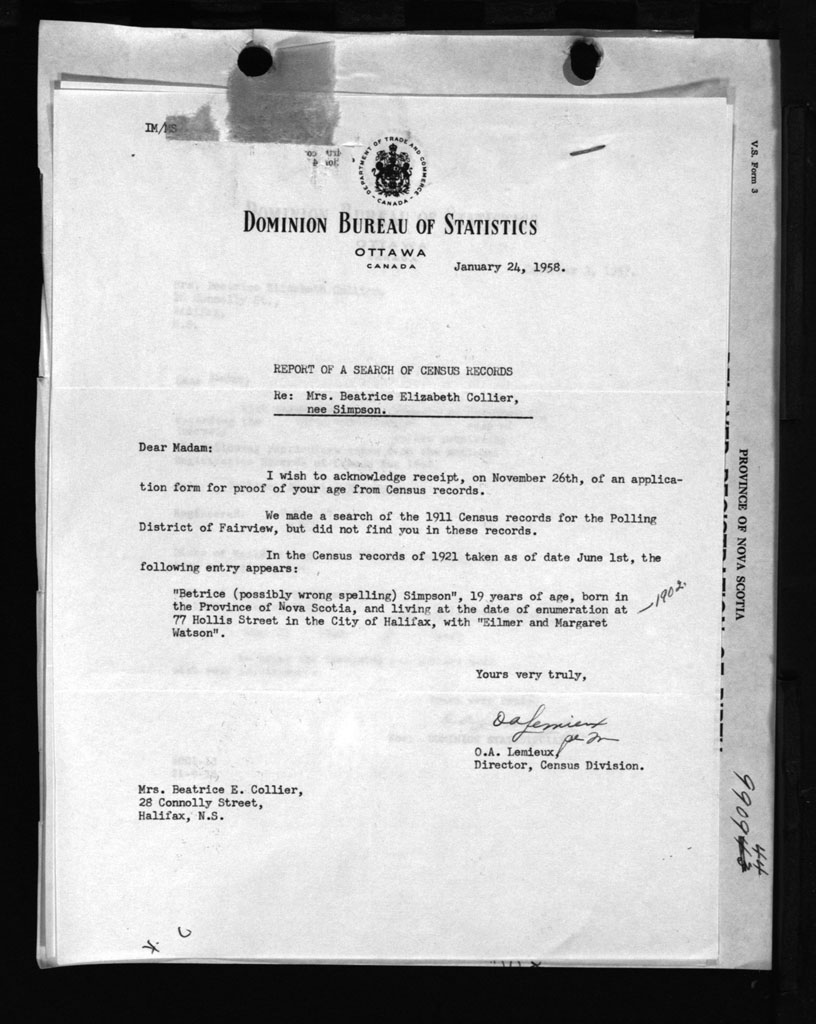 IM/MS
DEPARTMENT OF TRADE AND COMMERCE
CANADA
DOMINION BUREAU OF STATISTICS
OTTAWA
CANADA
January 24, 1958.
REPORT OF A SEARCH OF CENSUS RECORDS
Re: Mrs. Beatrice Elizabeth Collier,
nee Simpson.
Dear Madam:
I wish to acknowledge receipt, on November 26th, of an applica-
tion form for proof of your age from Census records.
We made a search of the 1911 Census records for the Polling
District of Fairview, but did not find you in these records.
In the Census records of 1921 taken as of date June 1st, the
following entry appears:
"Betrice (possibly wrong spelling) Simpson", 19 years of age, born in
the Province of Nova Scotia, and living at the date of enumeration at
77 Hollis Street in the City of Halifax, with "Eilmer and Margaret
Watson".
—1902.
Yours very truly,
O A Lemieux
O.A. Lemieux,
Director, Census Division.
Mrs. Beatrice E. Collier,
28 Connolly Street,
Halifax, N.S.
V.S. Form 3
PROVINCE OF NOVA SCOTIA